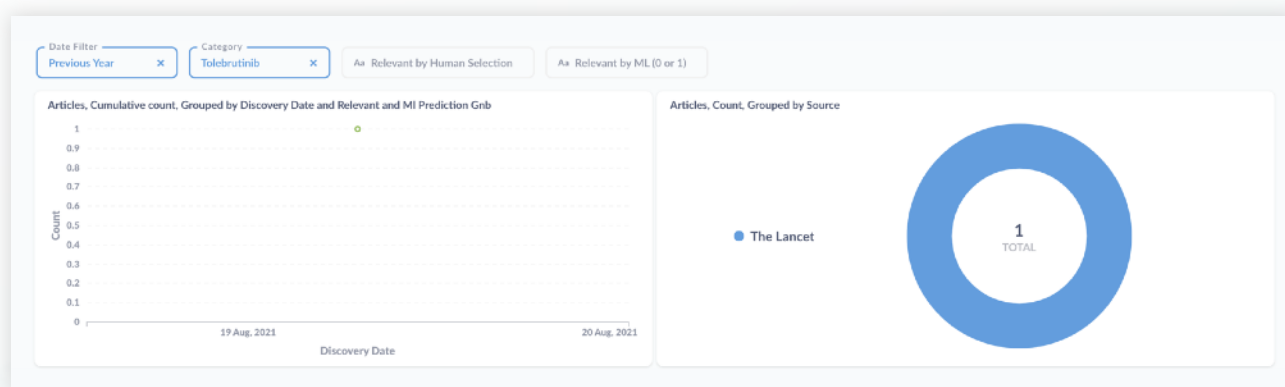 Date Filter
Previous Year ×
Category
Tolebrutinib ×
Aa Relevant by Human Selection
Aa Relevant by ML (0 or 1)
Articles, Cumulative count, Grouped by Discovery Date and Relevant and Ml Prediction Gnb
1
0.9
0.8
0.7
0.6
0.5
0.4
0.3
0.2
0.1
0
Count
19 Aug, 2021
20 Aug, 2021
Discovery Date
Articles, Count, Grouped by Source
The Lancet
1
TOTAL